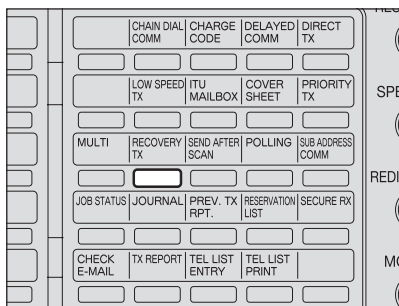 CHAIN DIAL COMM
CHARGE CODE
DELAYED COMM
DIRECT TX
LOW SPEED TX
ITU MAILBOX
COVER SHEET
PRIORITY TX
MULTI
RECOVERY TX
SEND AFTER SCAN
POLLING
SUB ADDRESS COMM
JOB STATUS
JOURNAL
PREV. TX RPT.
RESERVATION LIST
SECURE RX
CHECK E-MAIL
TX REPORT
TEL LIST ENTRY
TEL LIST PRINT
SPE
REDI
MO